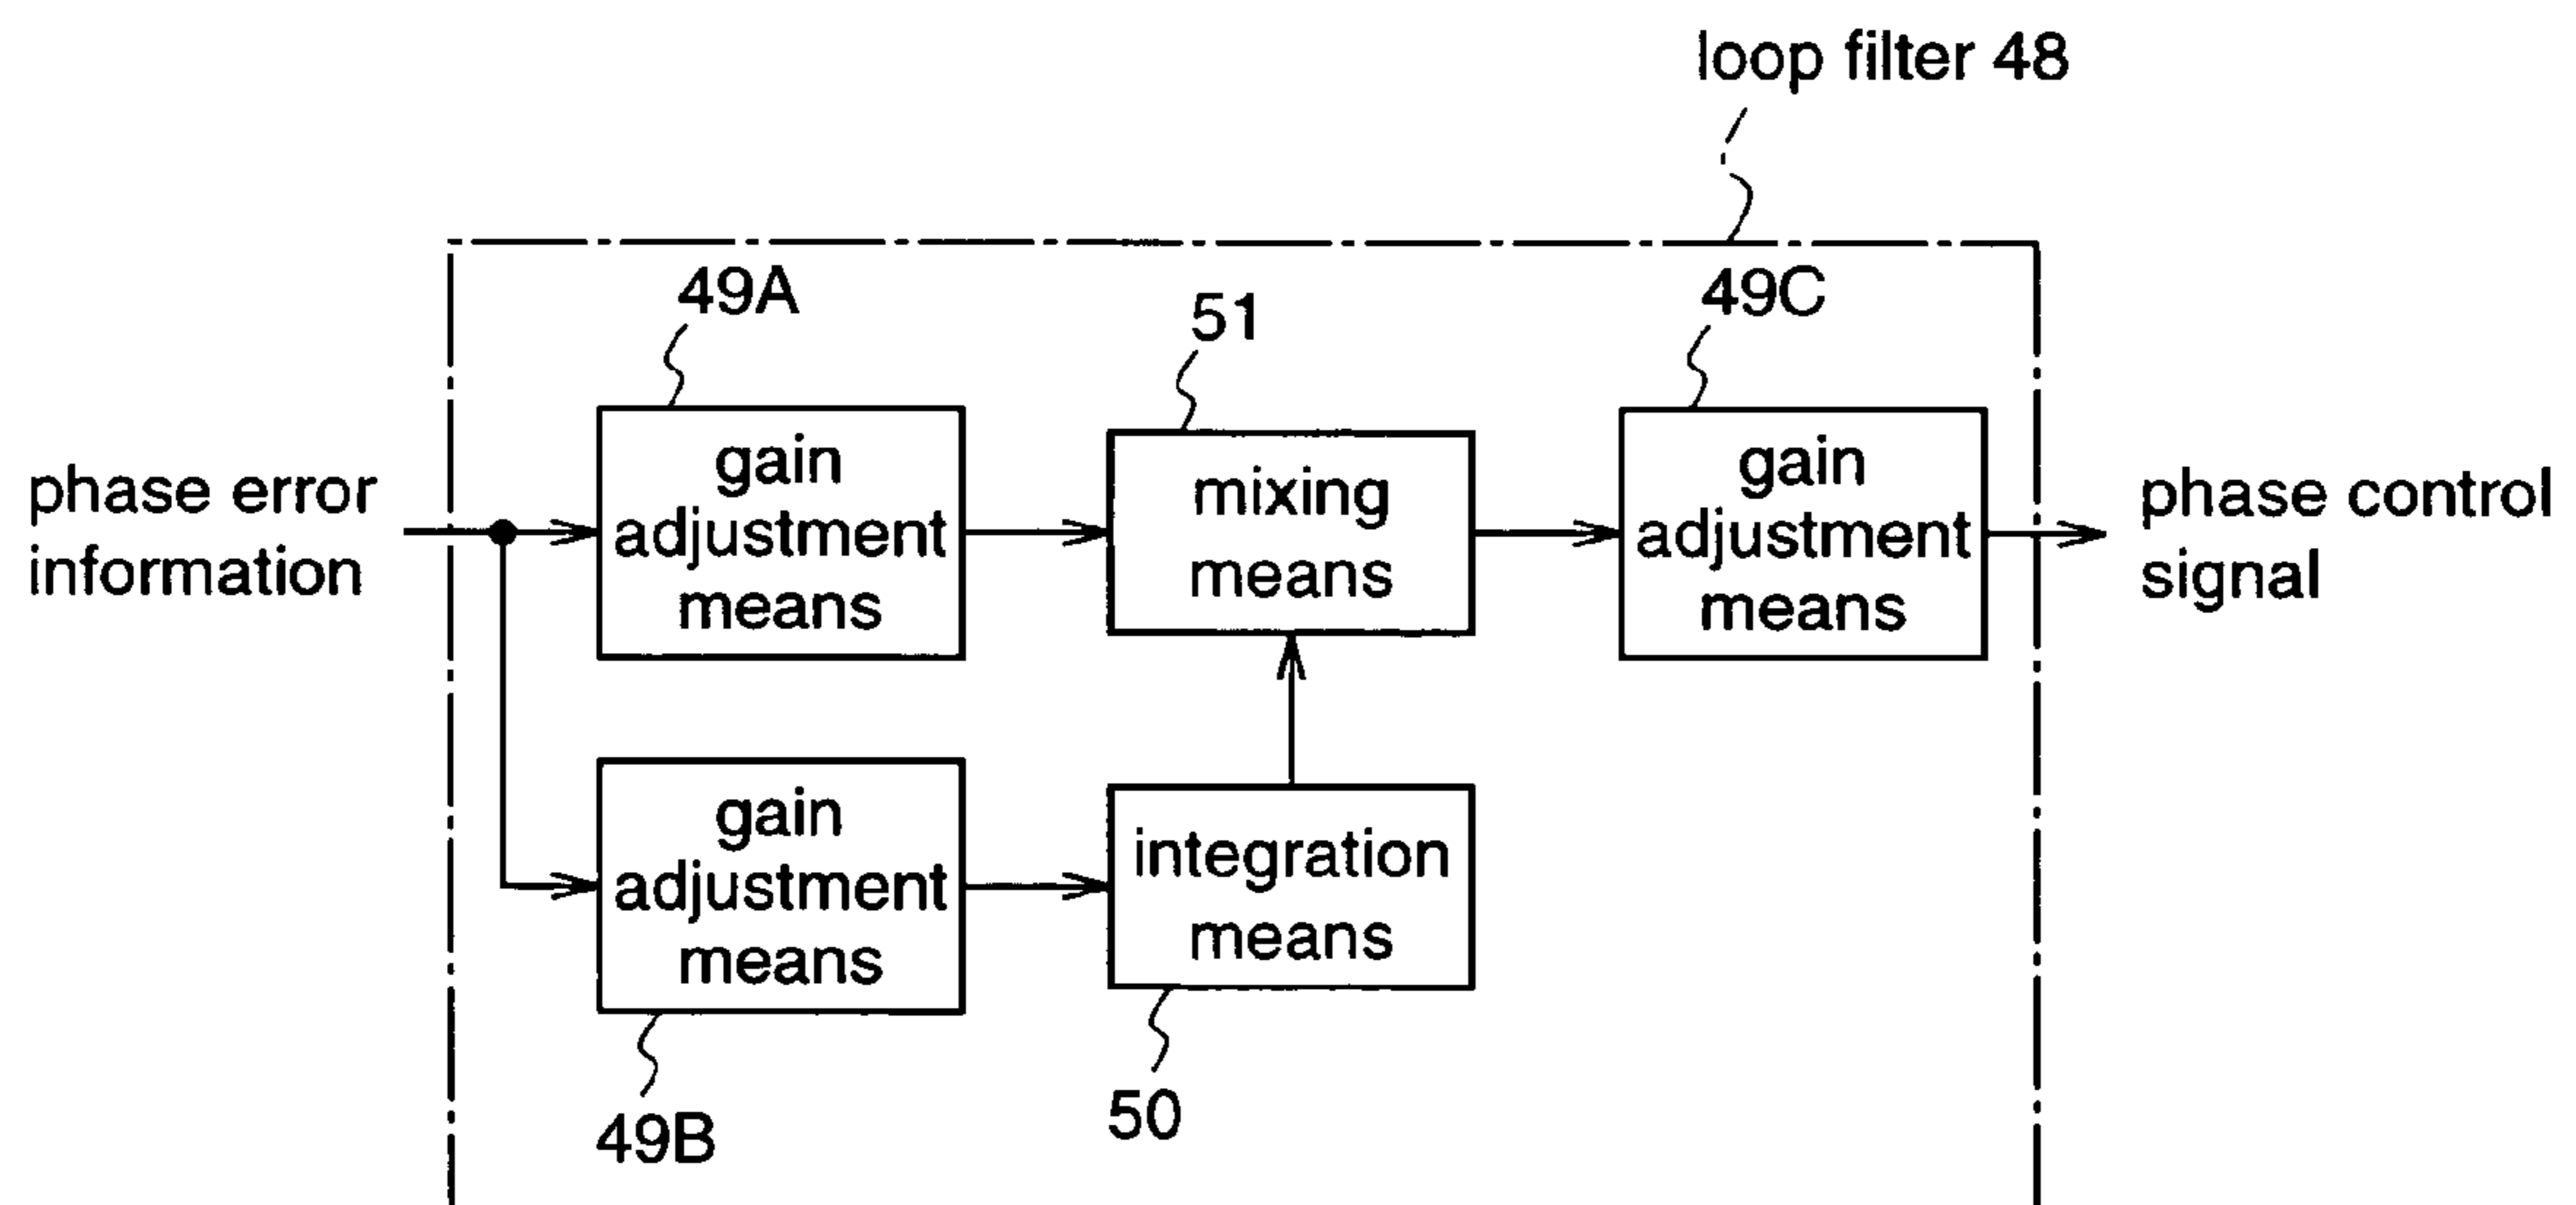 loop filter 48
49A
51
49C
phase error
information
gain
adjustment
means
mixing
means
gain
adjustment
means
phase control
signal
gain
adjustment
means
integration
means
49B
50